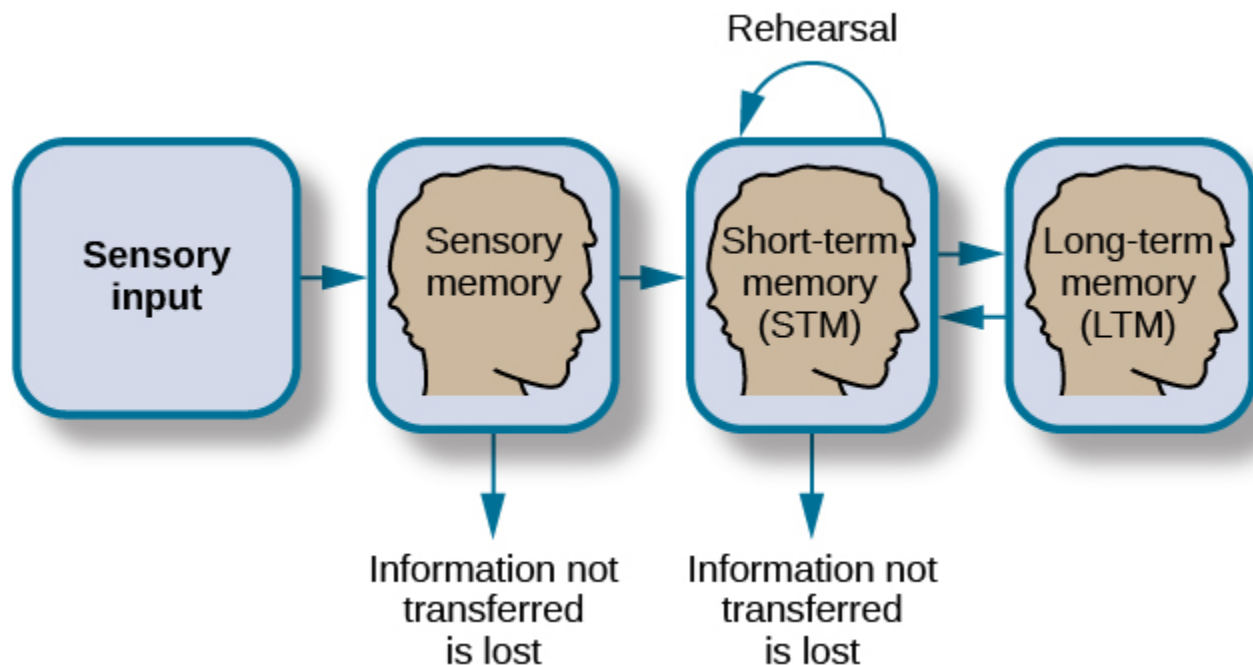 Rehearsal
Sensory
input
Sensory
memory
Short-term
memory
(STM)
Long-term
memory
(LTM)
Information not
transferred
is lost
Information not
transferred
is lost